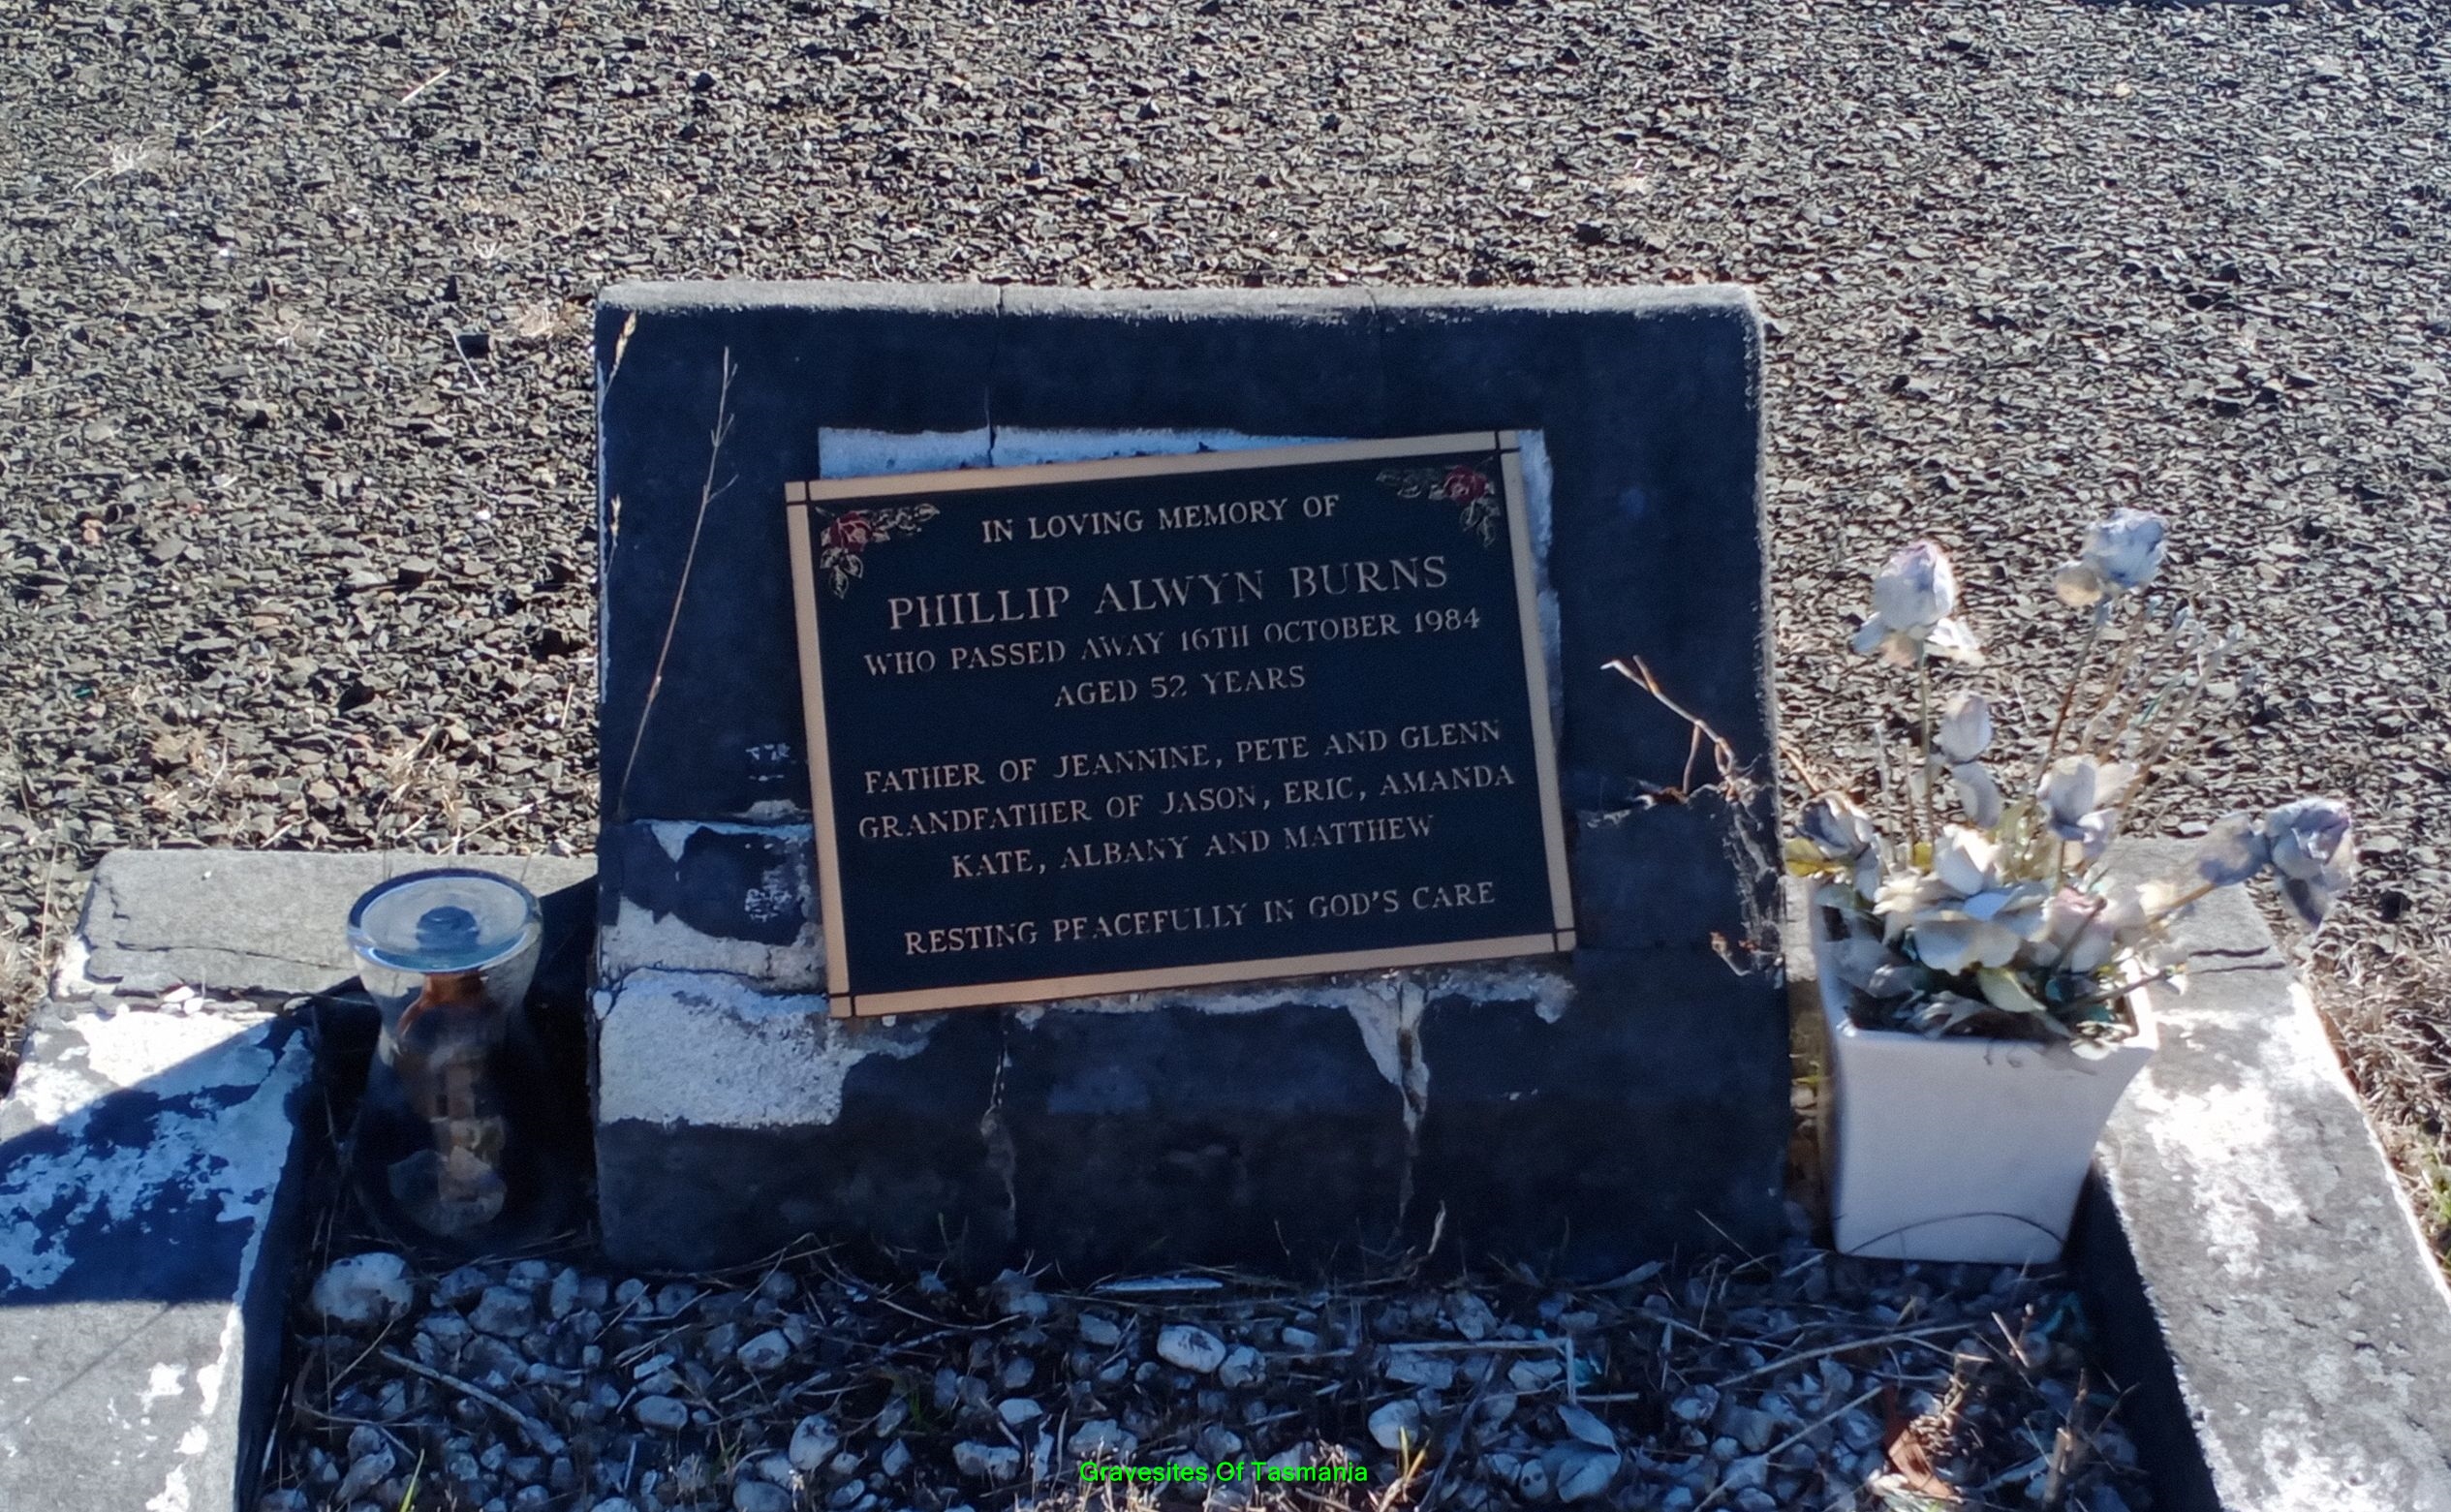 IN LOVING MEMORY OF
PHILLIP ALWYN BURNS
WHO PASSED AWAY 16TH OCTOBER 1984
AGED 52 YEARS
FATHER OF JEANNINE, PETE AND GLENN
GRANDFATHER OF JASON, ERIC, AMANDA
KATE, ALBANY AND MATTHEW
RESTING PEACEFULLY IN GOD'S CARE
Gravesites Of Tasmania